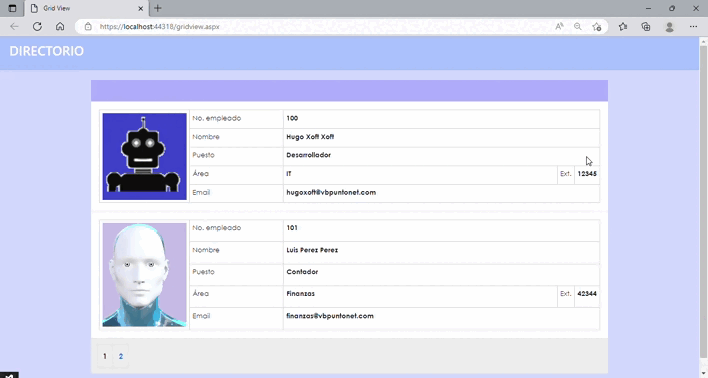 Grid View
https://localhost:44318/gridview.aspx
DIRECTORIO
No. empleado 100
Nombre Hugo Xoft Xoft
Puesto Desarrollador
Área IT Ext. 12345
Email hugoxoft@vbpuntonet.com
No. empleado 101
Nombre Luis Perez Perez
Puesto Contador
Área Finanzas Ext. 42344
Email finanzas@vbpuntonet.com
1 2